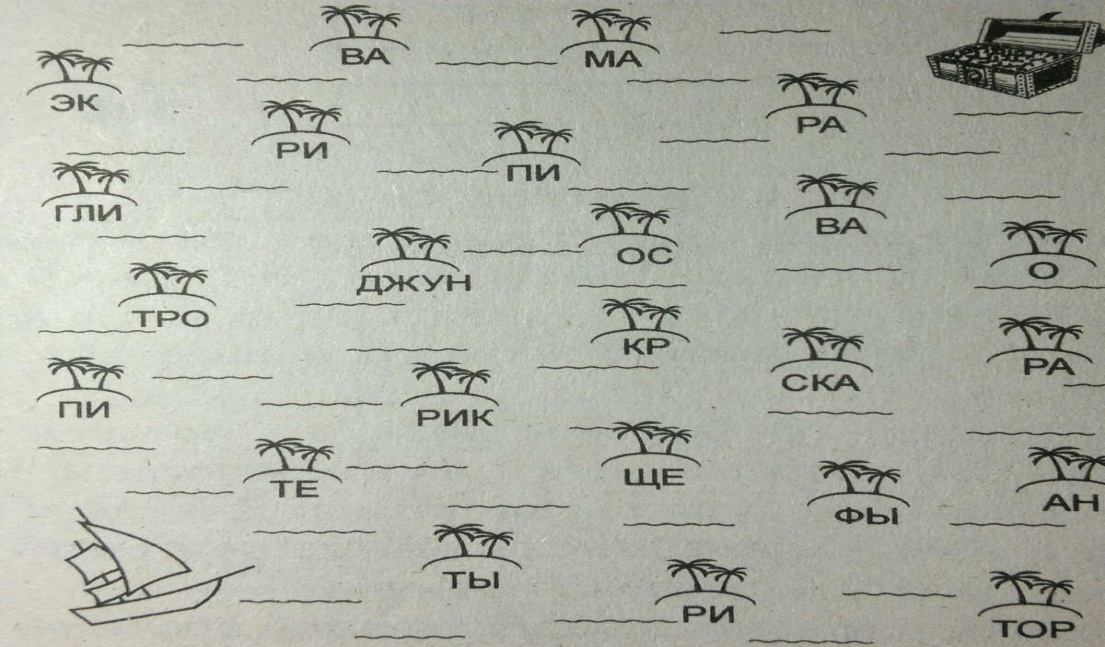 ВА
МА
ЭК
РА
РИ
ПИ
ГЛИ
ВА
ОС
О
ДЖУН
ТРО
КР
РА
СКА
ПИ
РИК
ЩЕ
ТЕ
АН
ФЫ
ТЫ
РИ
ТОР